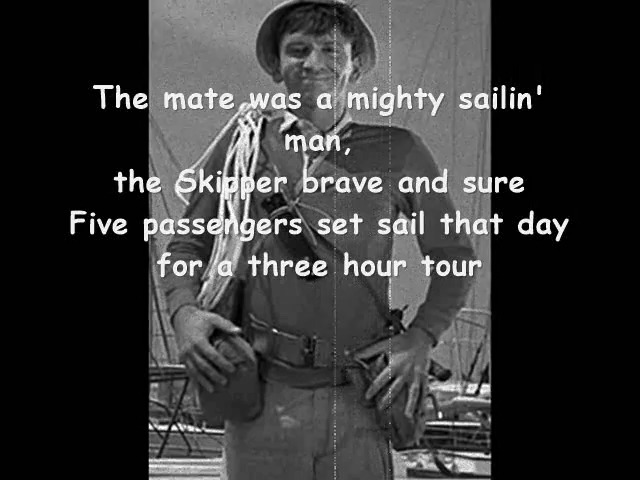 The mate was a mighty sailin'
man,
the Skipper brave and sure
Five passengers set sail that day
for a three hour tour